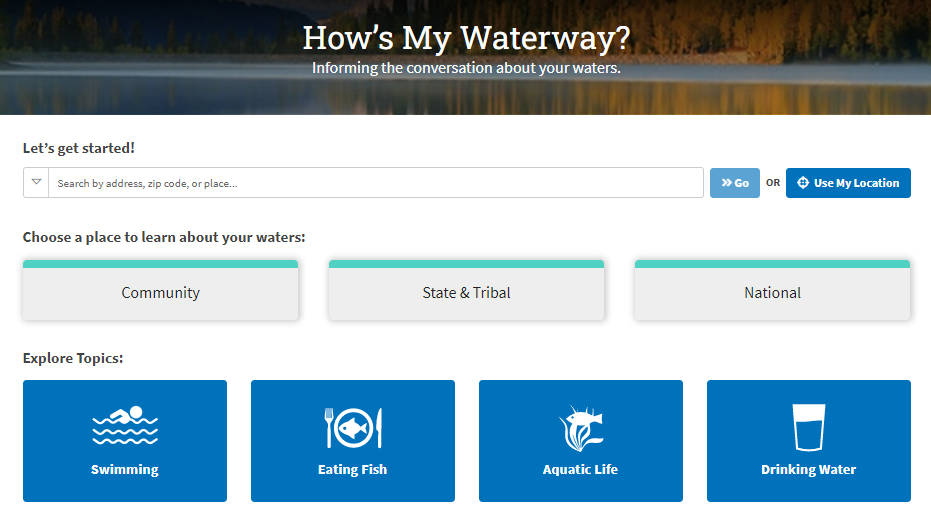 How's My Waterway?
Informing the conversation about your waters.
Let's get started!
Search by address, zip code, or place...
Go
OR
Use My Location
Choose a place to learn about your waters:
Community
State & Tribal
National
Explore Topics:
Swimming
Eating Fish
Aquatic Life
Drinking Water